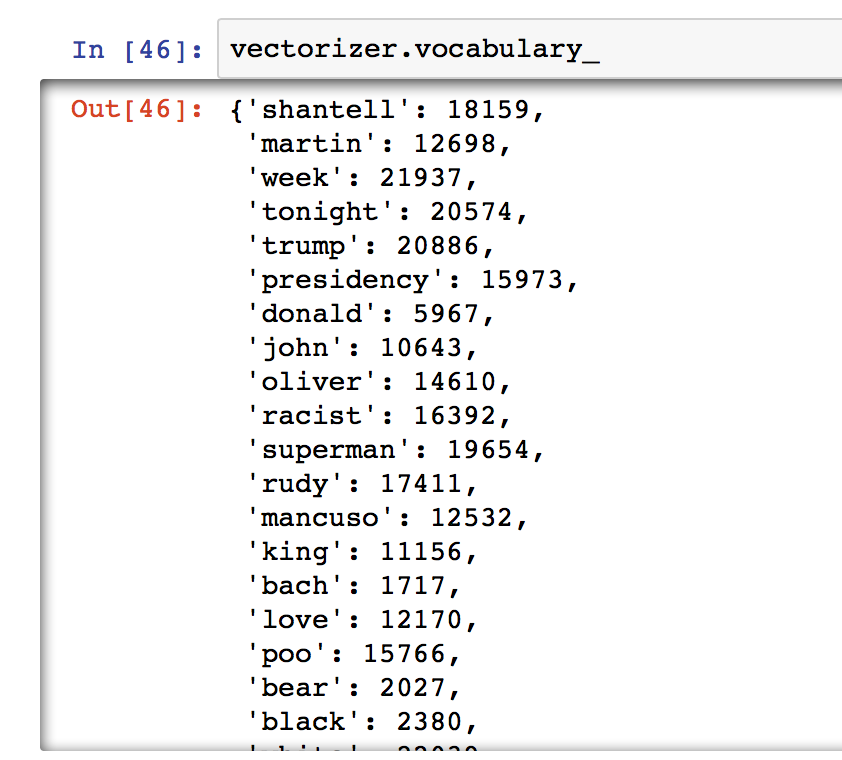 In [46]: vectorizer.vocabulary_
Out[46]: {'shantell': 18159,
'martin': 12698,
'week': 21937,
'tonight': 20574,
'trump': 20886,
'presidency': 15973,
'donald': 5967,
'john': 10643,
'oliver': 14610,
'racist': 16392,
'superman': 19654,
'rudy': 17411,
'mancuso': 12532,
'king': 11156,
'bach': 1717,
'love': 12170,
'poo': 15766,
'bear': 2027,
'black': 2380,